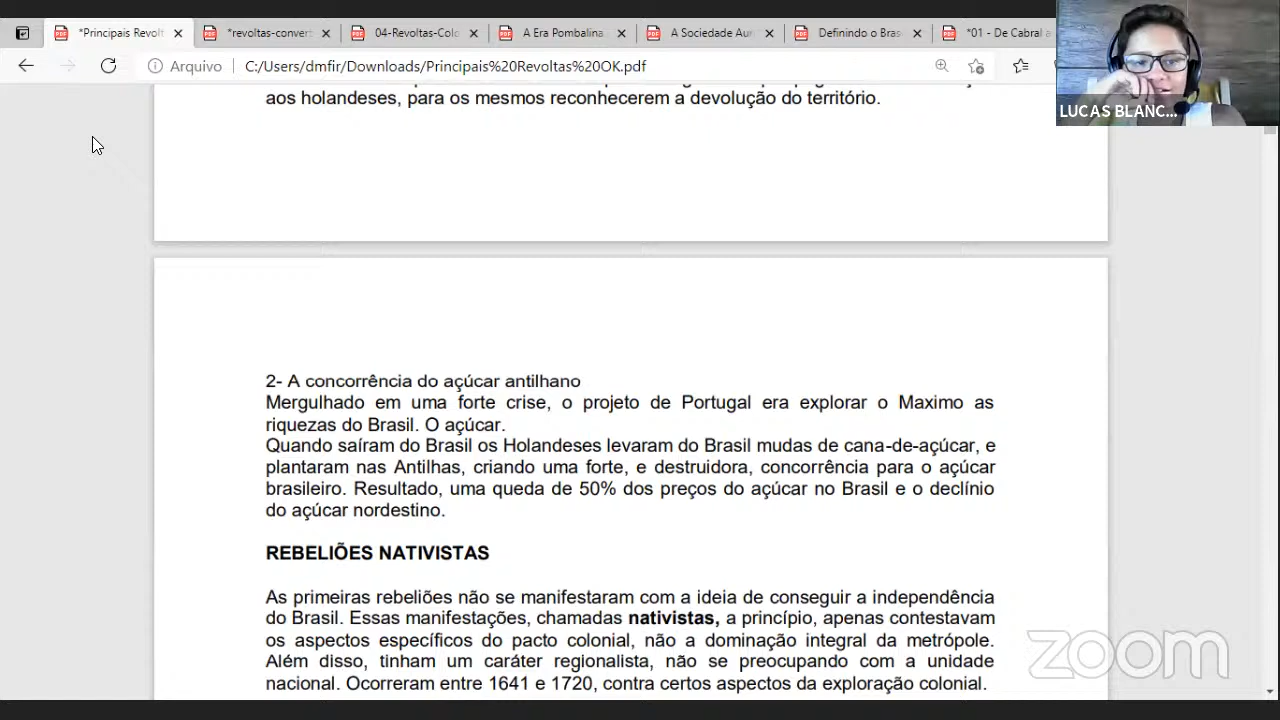 *Principais Revolt
*revoltas-convert
04-Revoltas-Colo
A Era Pombalina
A Sociedade Au
Definindo o Bras
*01 - De Cabral a
Arquivo
C:/Users/dmfir/Downloads/Principais%20Revoltas%20OK.pdf
LUCAS BLANC...
aos holandeses, para os mesmos reconhecerem a devolução do território.
2- A concorrência do açúcar antilhano
Mergulhado em uma forte crise, o projeto de Portugal era explorar o Maximo as
riquezas do Brasil. O açúcar.
Quando saíram do Brasil os Holandeses levaram do Brasil mudas de cana-de-açúcar, e
plantaram nas Antilhas, criando uma forte, e destruidora, concorrência para o açúcar
brasileiro. Resultado, uma queda de 50% dos preços do açúcar no Brasil e o declínio
do açúcar nordestino.
REBELIÕES NATIVISTAS
As primeiras rebeliões não se manifestaram com a ideia de conseguir a independência
do Brasil. Essas manifestações, chamadas nativistas, a princípio, apenas contestavam
os aspectos específicos do pacto colonial, não a dominação integral da metrópole.
Além disso, tinham um caráter regionalista, não se preocupando com a unidade
nacional. Ocorreram entre 1641 e 1720, contra certos aspectos da exploração colonial.
zoom